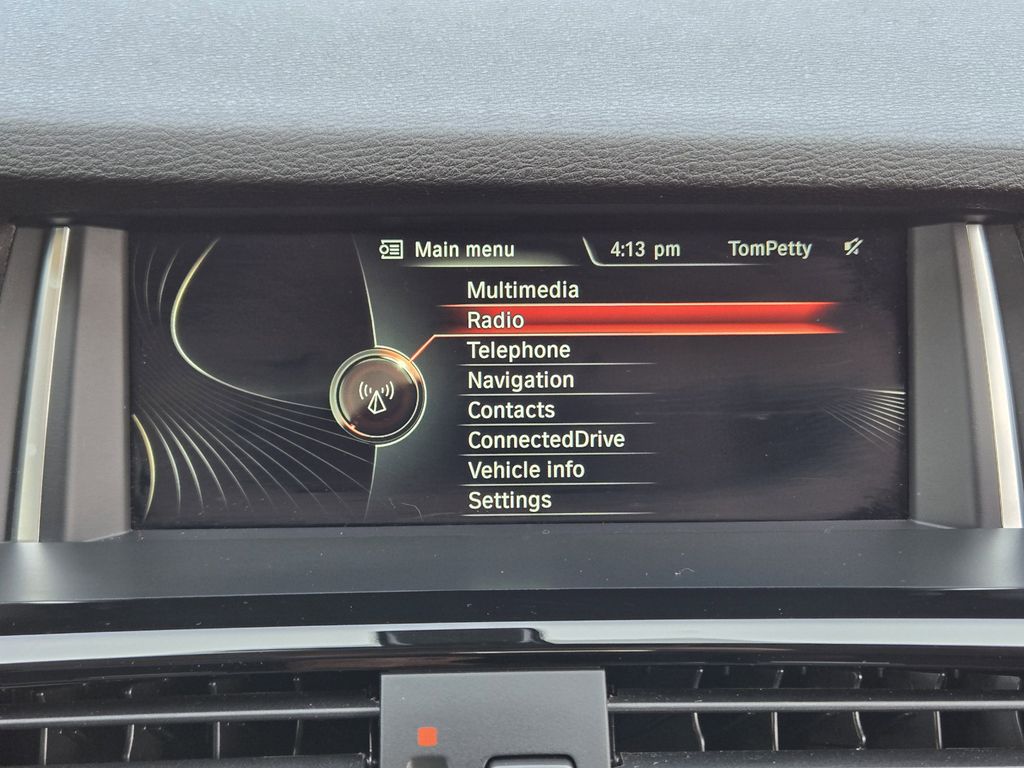 Main menu 4:13 pm TomPetty
Multimedia
Radio
Telephone
Navigation
Contacts
ConnectedDrive
Vehicle info
Settings